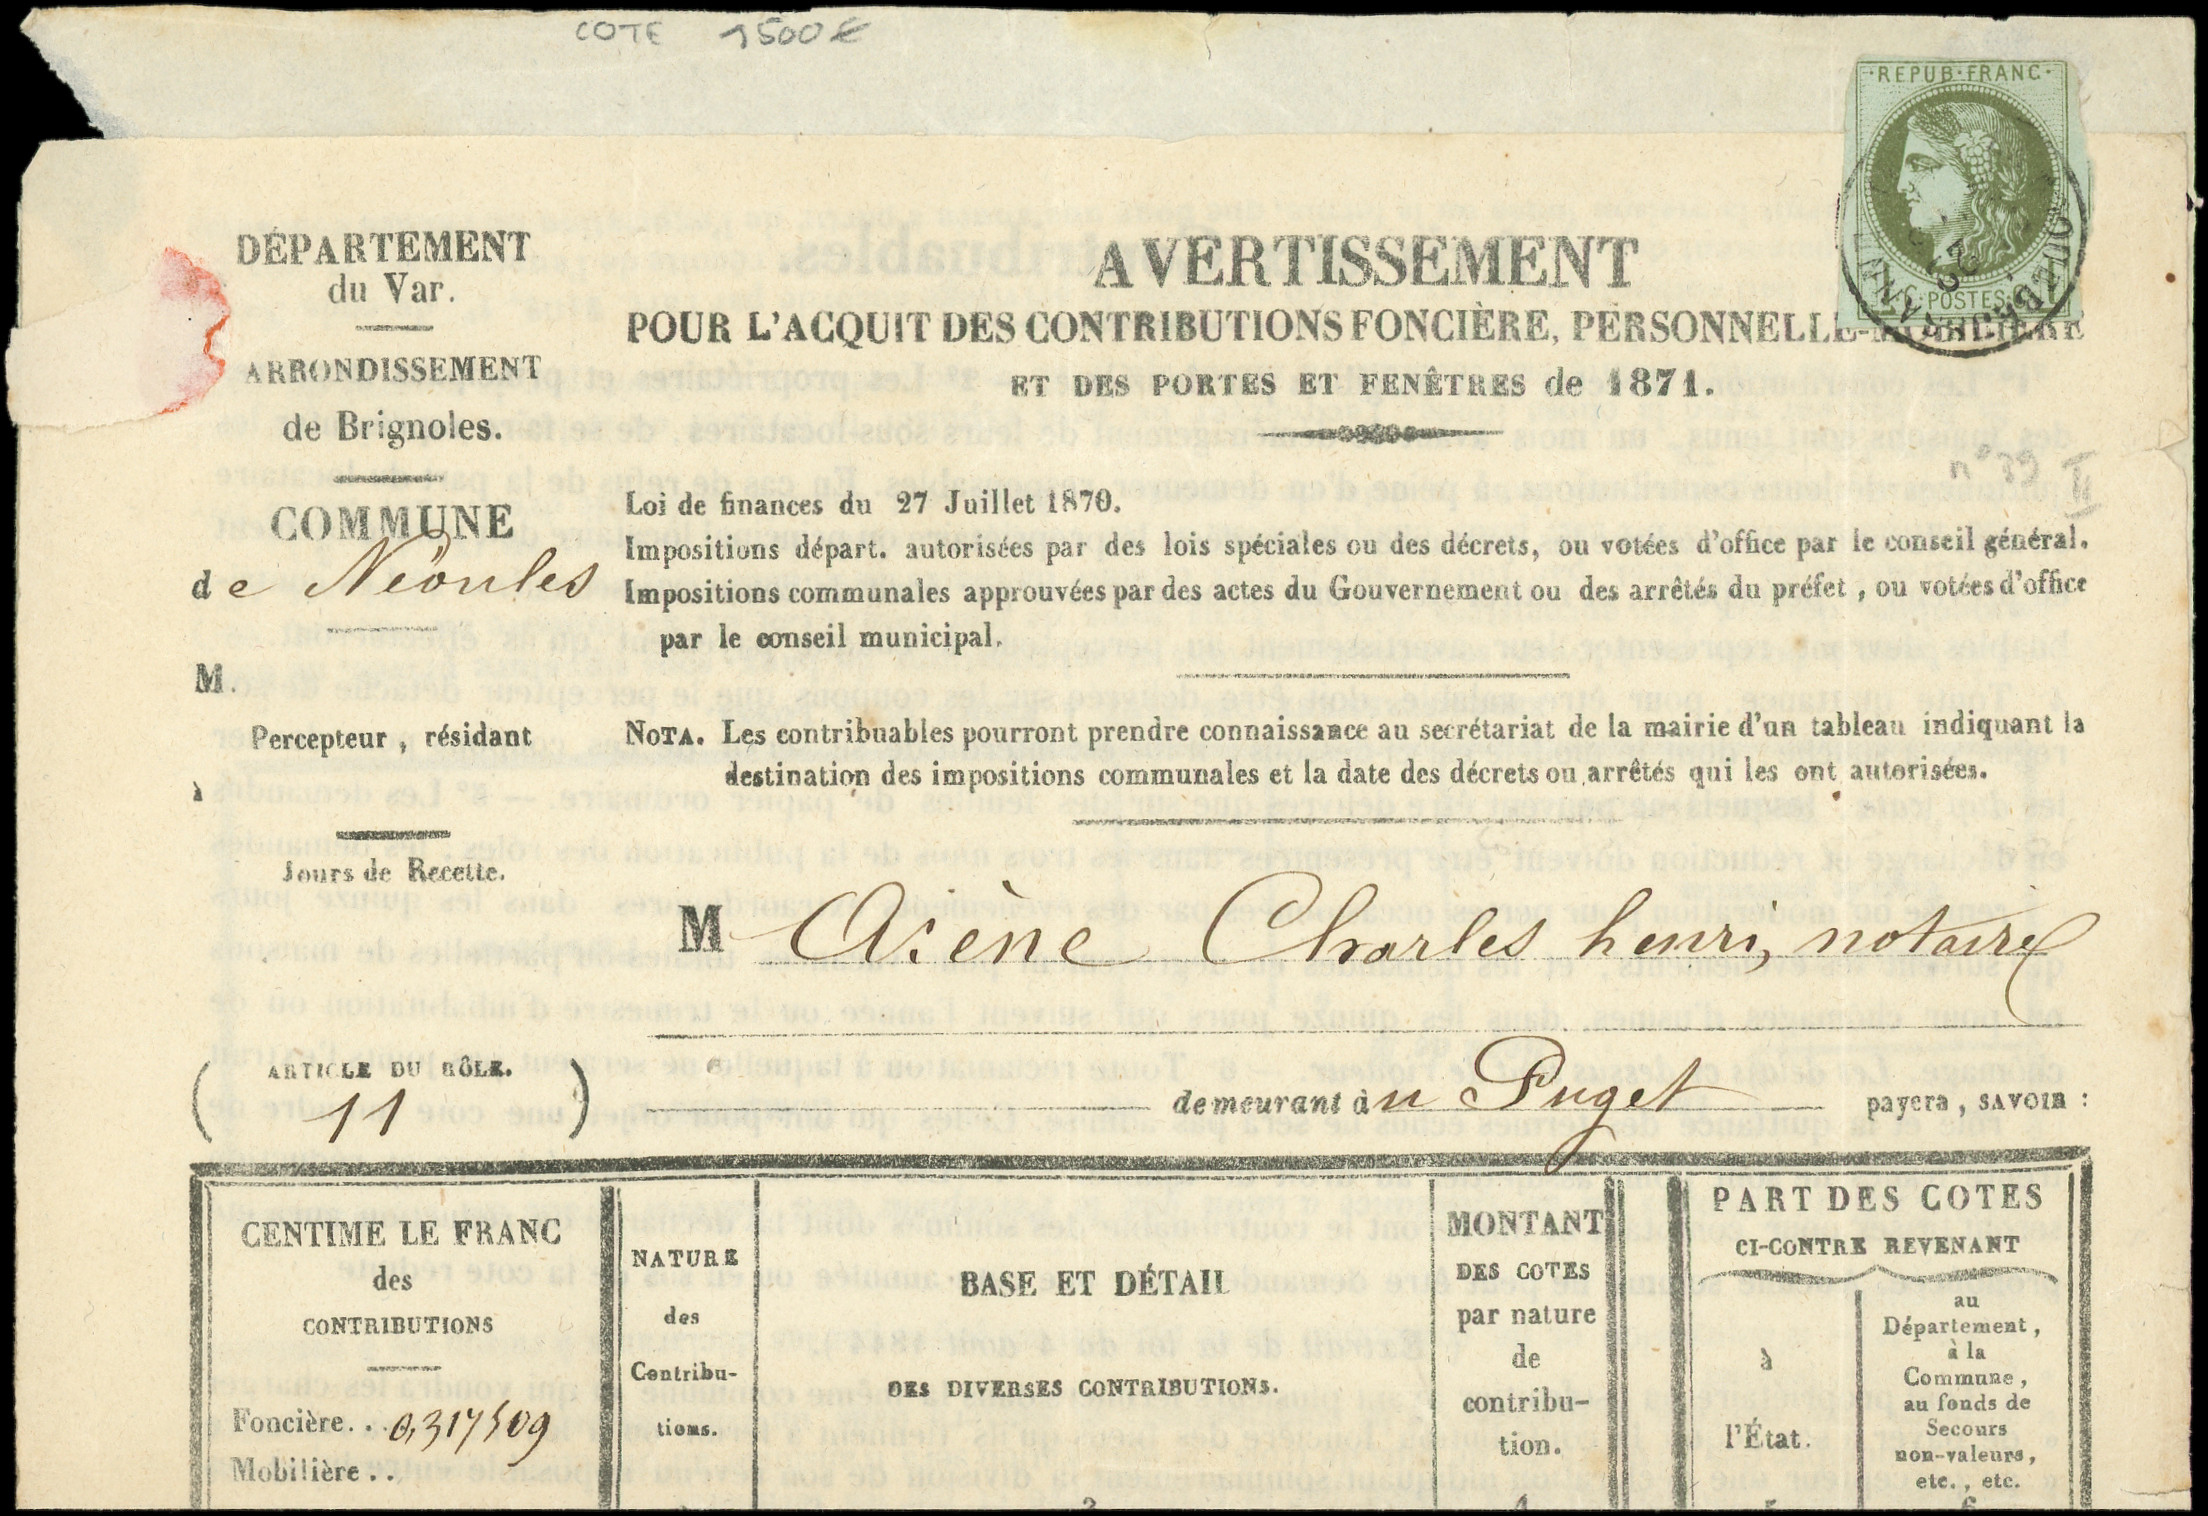 COTE 1500€
REPUB·FRANC·
1 C·POSTES 1
DÉPARTEMENT
du Var.
ARRONDISSEMENT
de Brignoles.
COMMUNE
de Néoules
M.
Percepteur, résidant
à
Jours de Recette.
AVERTISSEMENT
POUR L'ACQUIT DES CONTRIBUTIONS FONCIÈRE, PERSONNELLE-MOBILIÈRE
ET DES PORTES ET FENÊTRES de 1871.
n° 39 II
Loi de finances du 27 Juillet 1870.
Impositions départ. autorisées par des lois spéciales ou des décrets, ou votées d'office par le conseil général.
Impositions communales approuvées par des actes du Gouvernement ou des arrêtés du préfet, ou votées d'office
par le conseil municipal.
NOTA. Les contribuables pourront prendre connaissance au secrétariat de la mairie d'un tableau indiquant la
destination des impositions communales et la date des décrets ou arrêtés qui les ont autorisées.
M Arène Charles henri, notaire
( ARTICLE DU RÔLE. )
11
demeurant à u Puget payera, SAVOIR :
CENTIME LE FRANC
des
CONTRIBUTIONS
Foncière. . 0,317509
Mobilière . .
NATURE
des
Contribu-
tions.
BASE ET DÉTAIL
DES DIVERSES CONTRIBUTIONS.
MONTANT
DES COTES
par nature
de
contribu-
tion.
PART DES COTES
CI-CONTRE REVENANT
à
l'État.
au
Département,
à la
Commune,
au fonds de
Secours
non-valeurs,
etc., etc.